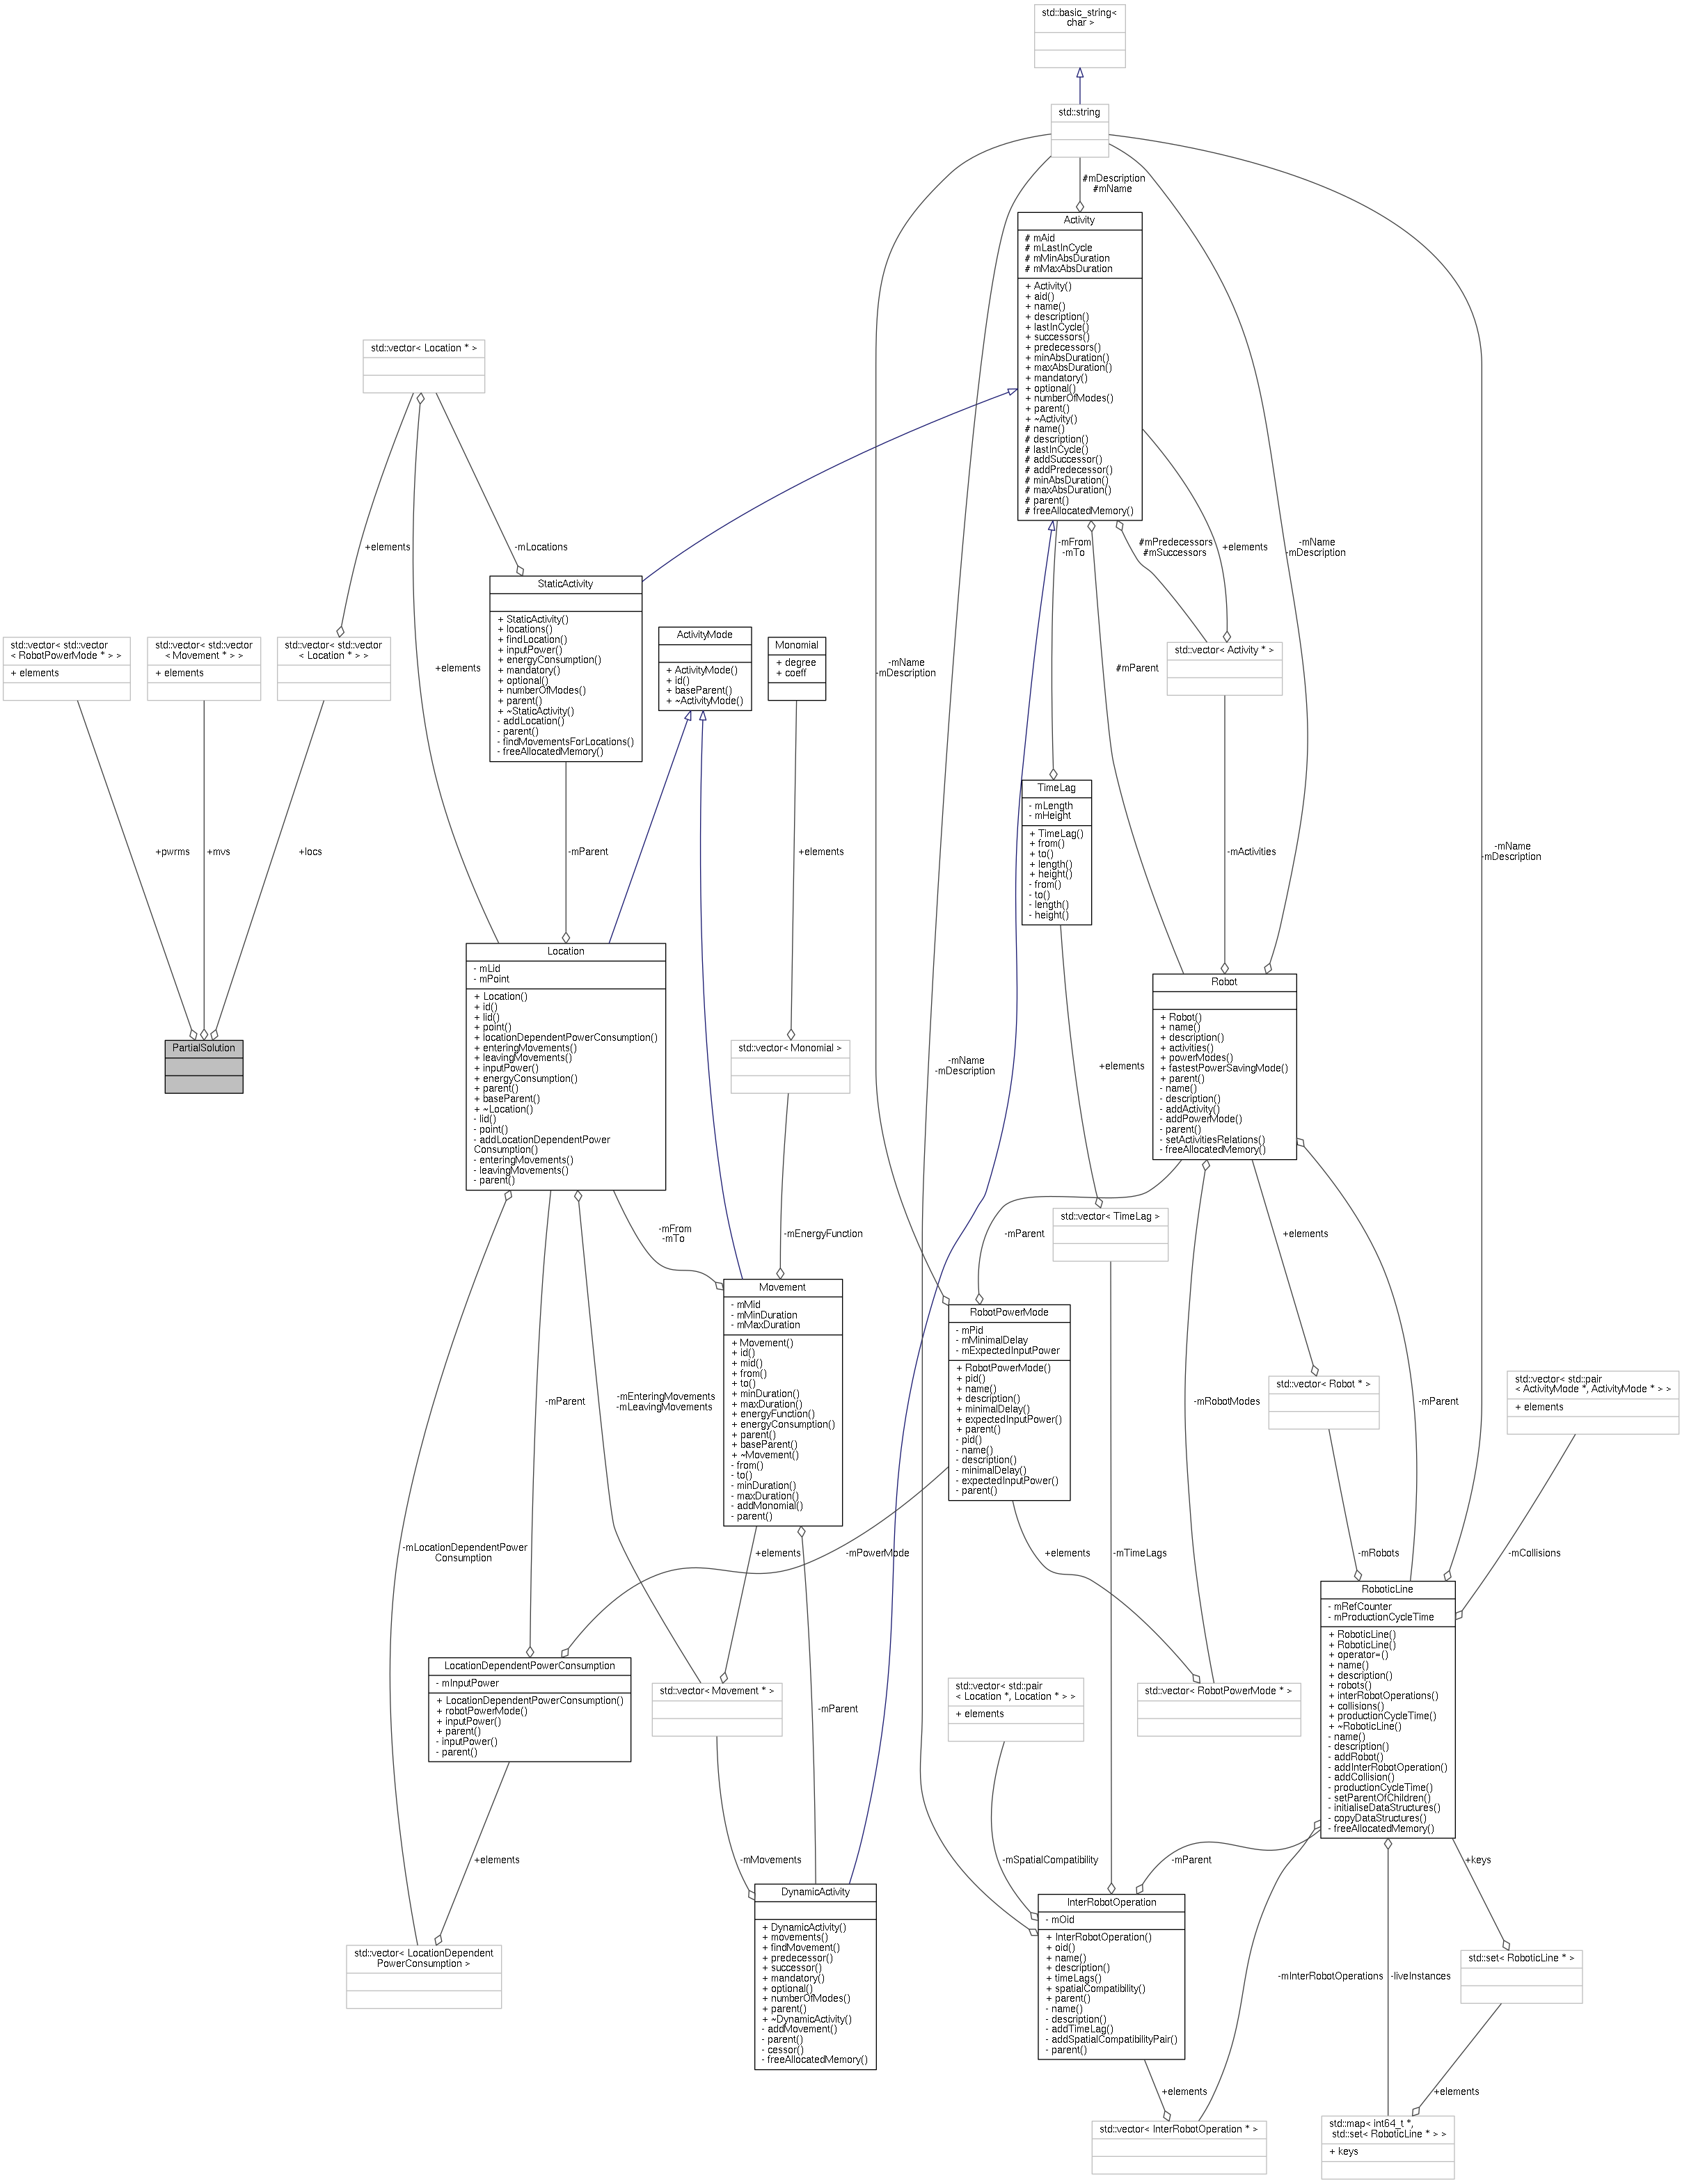 std::basic_string<
char >
std::string
#mDescription
#mName
Activity
# mAid
# mLastInCycle
# mMinAbsDuration
# mMaxAbsDuration
+ Activity()
+ aid()
+ name()
+ description()
+ lastInCycle()
+ successors()
+ predecessors()
+ minAbsDuration()
+ maxAbsDuration()
+ mandatory()
+ optional()
+ numberOfModes()
+ parent()
+ ~Activity()
# name()
# description()
# lastInCycle()
# addSuccessor()
# addPredecessor()
# minAbsDuration()
# maxAbsDuration()
# parent()
# freeAllocatedMemory()
std::vector< Location * >
+elements
-mLocations
-mFrom
-mTo
#mPredecessors
#mSuccessors
+elements
-mName
-mDescription
StaticActivity
+ StaticActivity()
+ locations()
+ findLocation()
+ inputPower()
+ energyConsumption()
+ mandatory()
+ optional()
+ numberOfModes()
+ parent()
+ ~StaticActivity()
- addLocation()
- parent()
- findMovementsForLocations()
- freeAllocatedMemory()
std::vector< std::vector
< RobotPowerMode * > >
+ elements
std::vector< std::vector
< Movement * > >
+ elements
std::vector< std::vector
< Location * > >
+elements
ActivityMode
+ ActivityMode()
+ id()
+ baseParent()
+ ~ActivityMode()
Monomial
+ degree
+ coeff
-mName
-mDescription
#mParent
std::vector< Activity * >
TimeLag
- mLength
- mHeight
+ TimeLag()
+ from()
+ to()
+ length()
+ height()
- from()
- to()
- length()
- height()
+pwrms
+mvs
+locs
-mParent
+elements
-mActivities
-mName
-mDescription
PartialSolution
Location
- mLid
- mPoint
+ Location()
+ id()
+ lid()
+ point()
+ locationDependentPowerConsumption()
+ enteringMovements()
+ leavingMovements()
+ inputPower()
+ energyConsumption()
+ parent()
+ baseParent()
+ ~Location()
- lid()
- point()
- addLocationDependentPower
Consumption()
- enteringMovements()
- leavingMovements()
- parent()
std::vector< Monomial >
-mName
-mDescription
+elements
Robot
+ Robot()
+ name()
+ description()
+ activities()
+ powerModes()
+ fastestPowerSavingMode()
+ parent()
- name()
- description()
- addActivity()
- addPowerMode()
- parent()
- setActivitiesRelations()
- freeAllocatedMemory()
-mFrom
-mTo
-mEnergyFunction
-mParent
std::vector< TimeLag >
+elements
Movement
- mMid
- mMinDuration
- mMaxDuration
+ Movement()
+ id()
+ mid()
+ from()
+ to()
+ minDuration()
+ maxDuration()
+ energyFunction()
+ energyConsumption()
+ parent()
+ baseParent()
+ ~Movement()
- from()
- to()
- minDuration()
- maxDuration()
- addMonomial()
- parent()
RobotPowerMode
- mPid
- mMinimalDelay
- mExpectedInputPower
+ RobotPowerMode()
+ pid()
+ name()
+ description()
+ minimalDelay()
+ expectedInputPower()
+ parent()
- pid()
- name()
- description()
- minimalDelay()
- expectedInputPower()
- parent()
-mParent
-mEnteringMovements
-mLeavingMovements
-mRobotModes
std::vector< Robot * >
-mParent
std::vector< std::pair
< ActivityMode *, ActivityMode * > >
+ elements
-mLocationDependentPower
Consumption
+elements
-mPowerMode
+elements
-mTimeLags
-mRobots
-mCollisions
RoboticLine
- mRefCounter
- mProductionCycleTime
+ RoboticLine()
+ RoboticLine()
+ operator=()
+ name()
+ description()
+ robots()
+ interRobotOperations()
+ collisions()
+ productionCycleTime()
+ ~RoboticLine()
- name()
- description()
- addRobot()
- addInterRobotOperation()
- addCollision()
- productionCycleTime()
- setParentOfChildren()
- initialiseDataStructures()
- copyDataStructures()
- freeAllocatedMemory()
LocationDependentPowerConsumption
- mInputPower
+ LocationDependentPowerConsumption()
+ robotPowerMode()
+ inputPower()
+ parent()
- inputPower()
- parent()
std::vector< Movement * >
-mParent
std::vector< std::pair
< Location *, Location * > >
+ elements
std::vector< RobotPowerMode * >
+elements
-mMovements
-mSpatialCompatibility
-mParent
+keys
DynamicActivity
+ DynamicActivity()
+ movements()
+ findMovement()
+ predecessor()
+ successor()
+ mandatory()
+ optional()
+ numberOfModes()
+ parent()
+ ~DynamicActivity()
- addMovement()
- parent()
- cessor()
- freeAllocatedMemory()
InterRobotOperation
- mOid
+ InterRobotOperation()
+ oid()
+ name()
+ description()
+ timeLags()
+ spatialCompatibility()
+ parent()
- name()
- description()
- addTimeLag()
- addSpatialCompatibilityPair()
- parent()
std::vector< LocationDependent
PowerConsumption >
-mInterRobotOperations
-liveInstances
std::set< RoboticLine * >
+elements
+elements
std::vector< InterRobotOperation * >
std::map< int64_t *,
std::set< RoboticLine * > >
+ keys